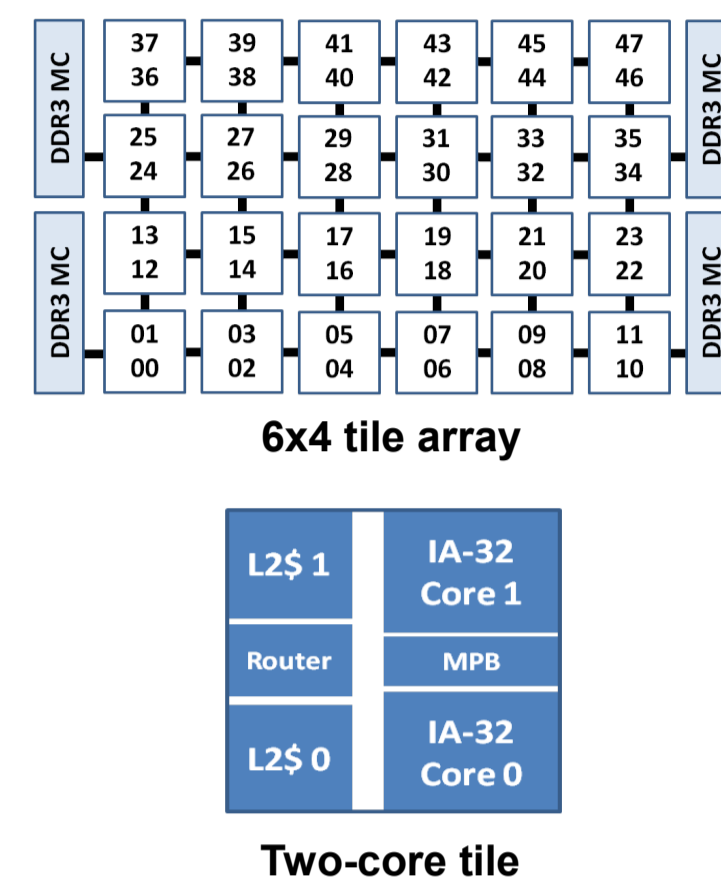 DDR3 MC
37 39 41 43 45 47
36 38 40 42 44 46
DDR3 MC
25 27 29 31 33 35
24 26 28 30 32 34
DDR3 MC
13 15 17 19 21 23
12 14 16 18 20 22
DDR3 MC
01 03 05 07 09 11
00 02 04 06 08 10
6x4 tile array
L2$ 1
IA-32
Core 1
Router
MPB
L2$ 0
IA-32
Core 0
Two-core tile